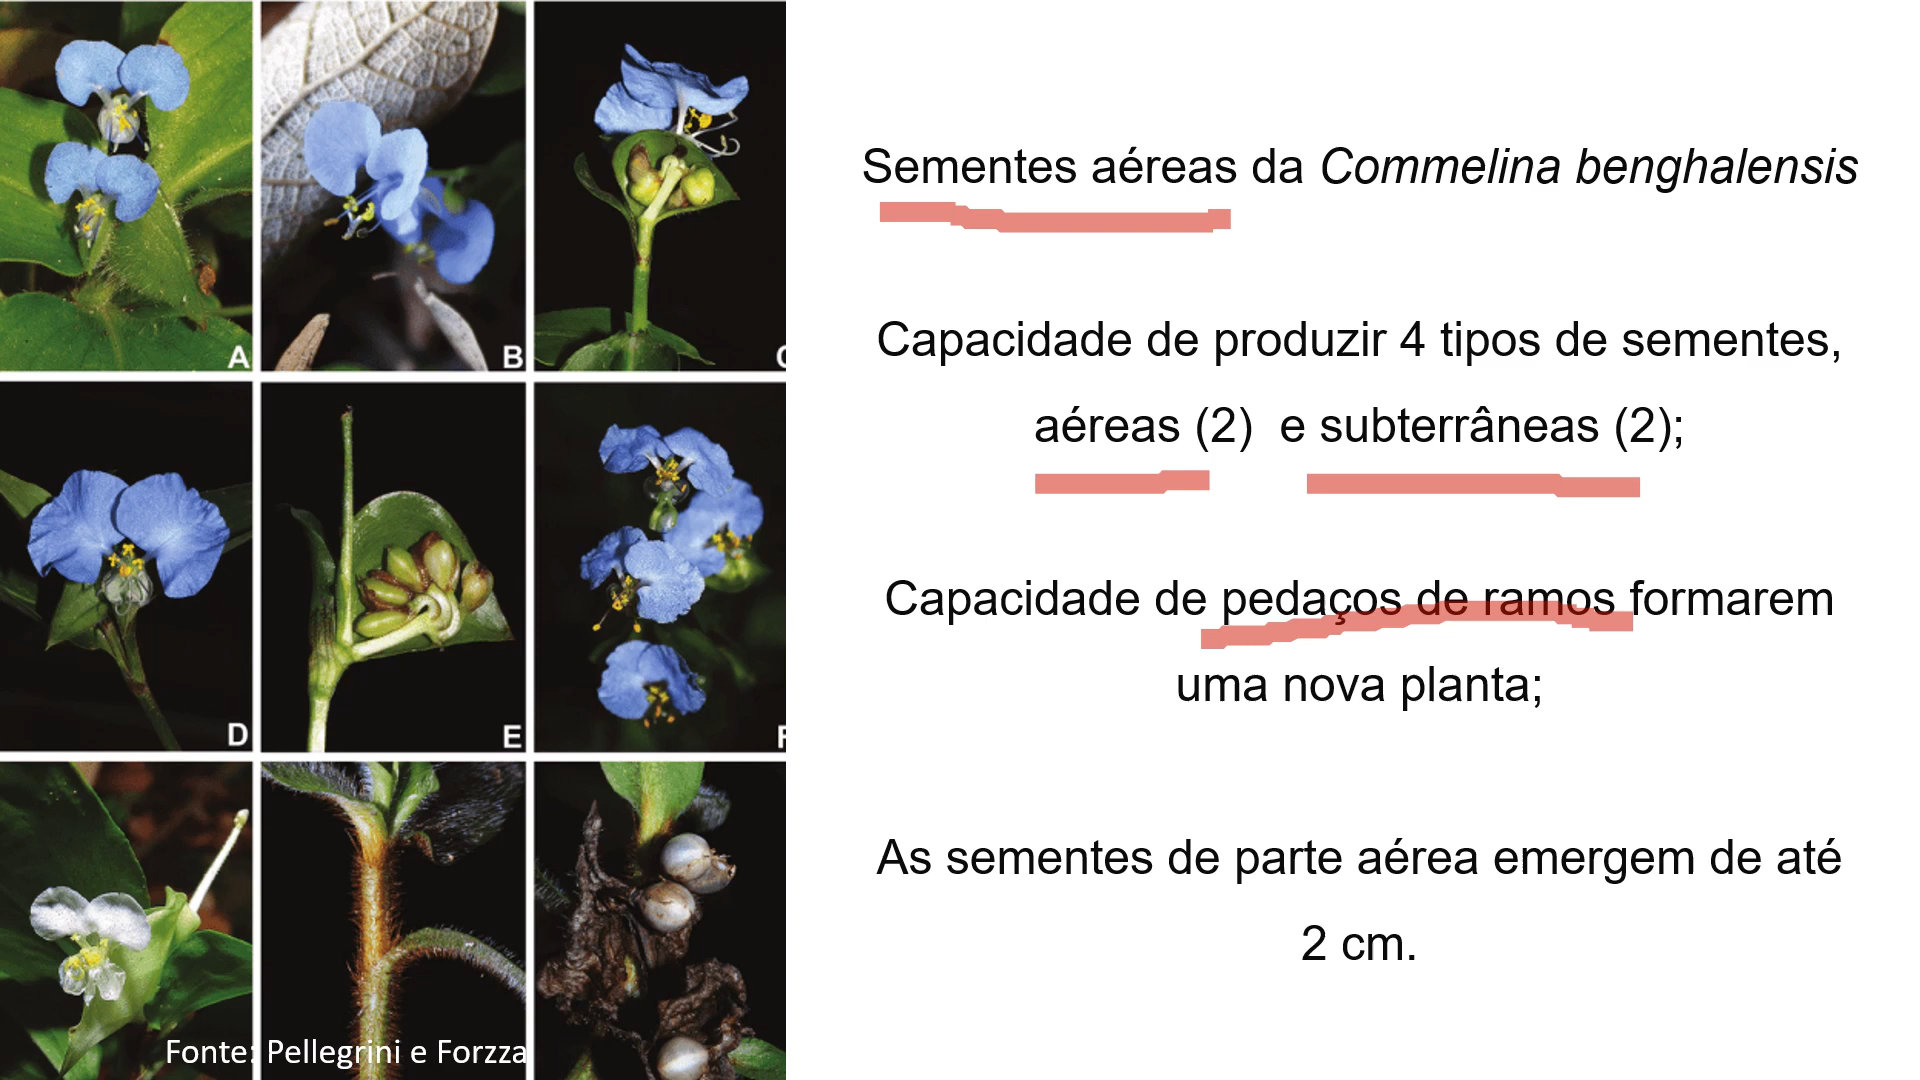 A
B
D
E
Fonte: Pellegrini e Forzza
Sementes aéreas da Commelina benghalensis
Capacidade de produzir 4 tipos de sementes,
aéreas (2) e subterrâneas (2);
Capacidade de pedaços de ramos formarem
uma nova planta;
As sementes de parte aérea emergem de até
2 cm.